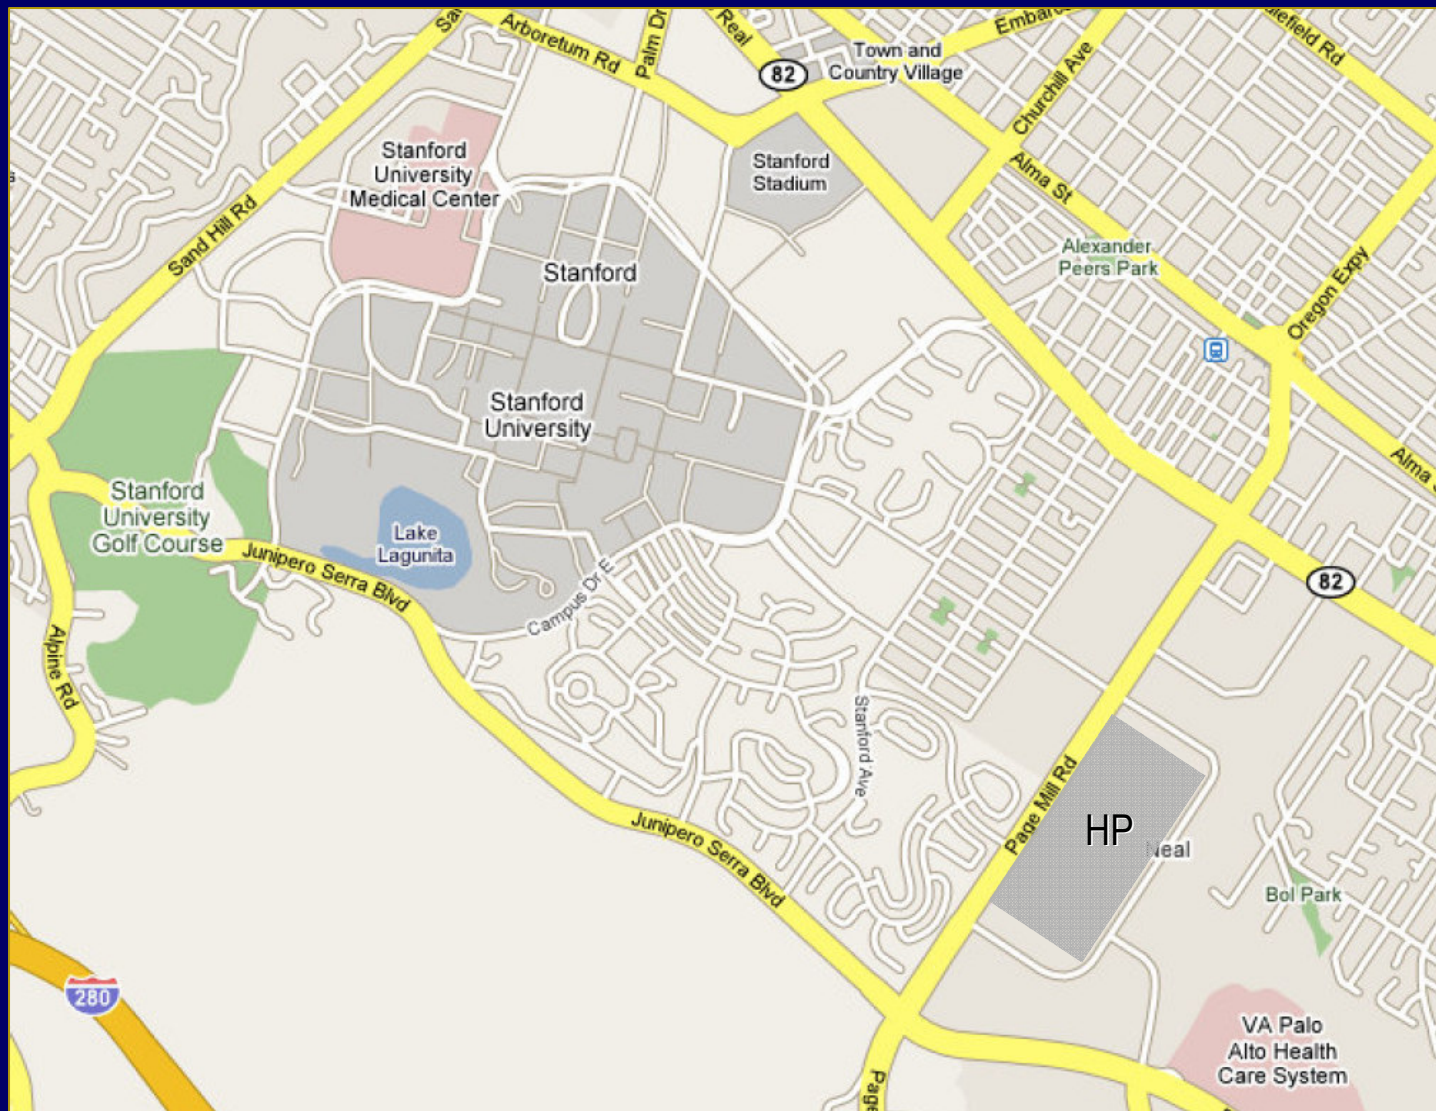 Arboretum Rd
Palm Dr
Real
Embarc
Churchill Ave
82
Town and
Country Village
Stanford
University
Medical Center
Stanford
Stadium
Alma St
Sand Hill Rd
Alexander
Peers Park
Oregon Expy
Stanford
Stanford
University
Alma S
Stanford
University
Golf Course
Lake
Lagunita
Junipero Serra Blvd
Campus Dr E
82
Alpine Rd
Stanford Ave
Page Mill Rd
HP
Neal
Junipero Serra Blvd
Bol Park
280
VA Palo
Alto Health
Care System
Page